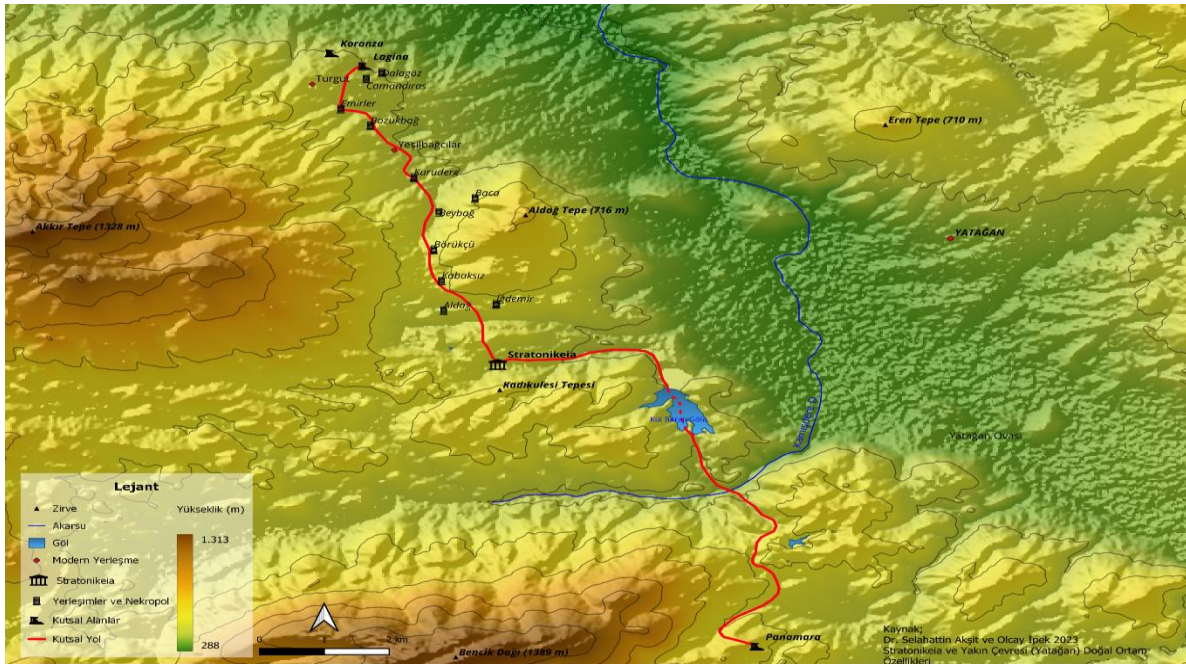 Koranza
Lagina
Dalagaz
Turgut
Camandıras
Emirler
Bozukbağ
Eren Tepe (710 m)
Yeşilbağcılar
Kurudere
Baca
Beybağ
Aldağ Tepe (716 m)
Akkır Tepe (1328 m)
YATAĞAN
Börükçü
Kabaksız
Aldağ
Stratonikeia
Kadıkulesi Tepesi
Yatağan Ovası
Lejant
Zirve
Yükseklik (m)
Akarsu
1.313
Göl
Modern Yerleşme
Stratonikeia
Yerleşimler ve Nekropol
Kutsal Alanlar
Kutsal Yol
288
0
2 km
Bencik Dağı (1389 m)
Panamara
Kaynak;
Dr. Selahattin Akşit ve Olcay İpek 2023
Stratonikeia ve Yakın Çevresi (Yatağan) Doğal Ortam
Özellikleri